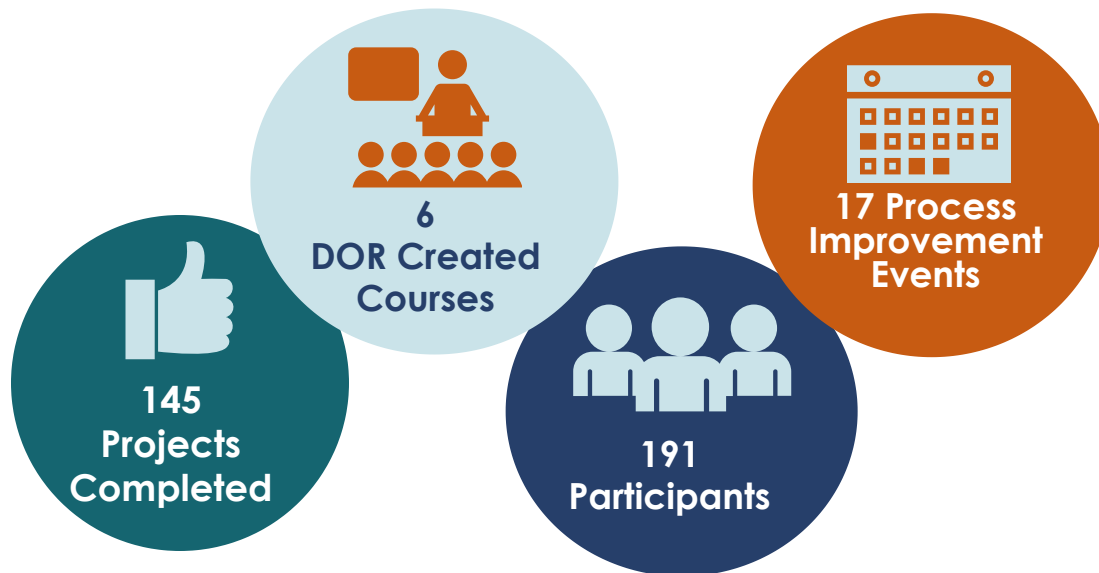 145
Projects
Completed
6
DOR Created
Courses
191
Participants
17 Process
Improvement
Events